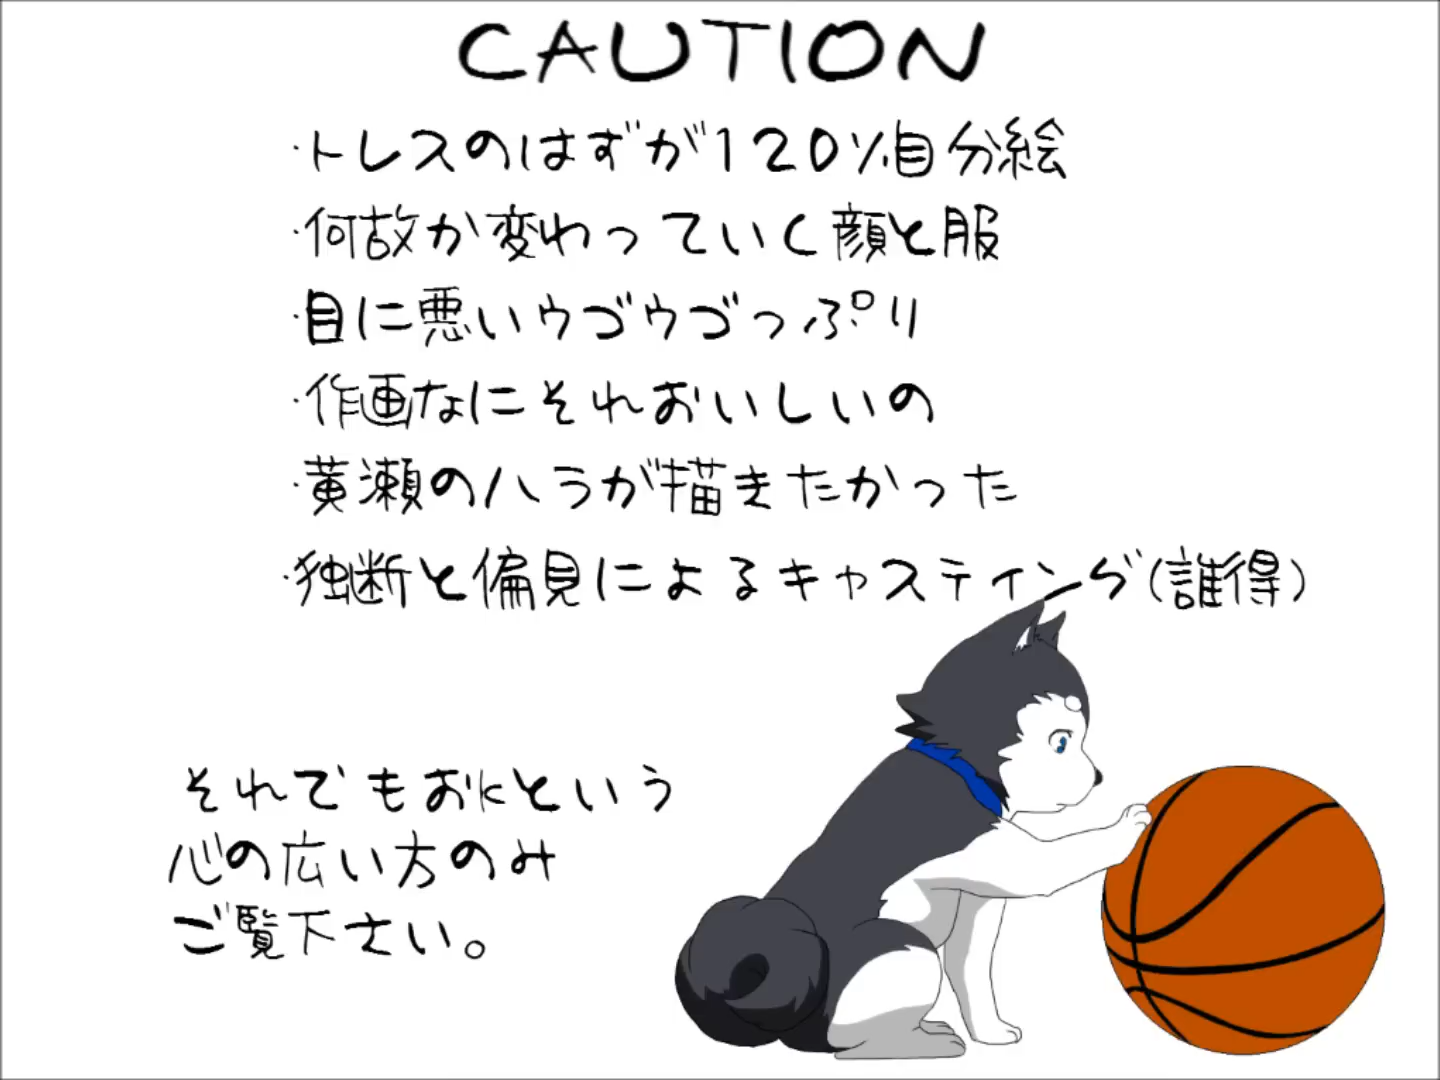 CAUTION
・トレスのはずが120%自分絵
・何故か変わっていく顔と服
・目に悪いウゴウゴっぷり
・作画なにそれおいしいの
・黄瀬のハラが描きたかった
・独断と偏見によるキャスティング(誰得)
それでもおkという
心の広い方のみ
ご覧下さい。